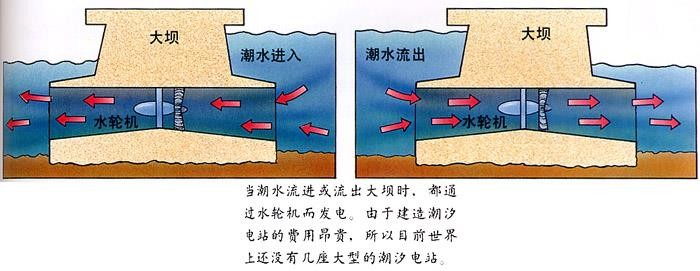 大坝
潮水进入
水轮机
大坝
潮水流出
水轮机
当潮水流进或流出大坝时，都通
过水轮机而发电。由于建造潮汐
电站的费用昂贵，所以目前世界
上还没有几座大型的潮汐电站。